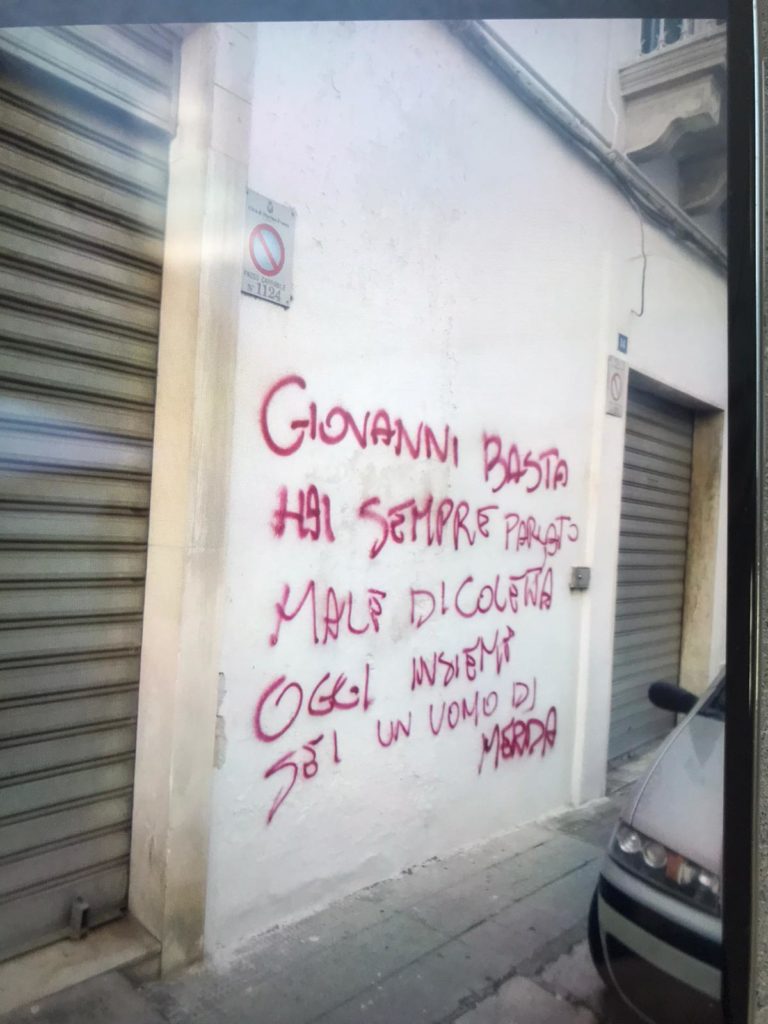 PASSO CARRABILE
N° 1124
GIOVANNI BASTA
HAI SEMPRE PARLATO
MALE DI COLETTA
OGGI INSIEME
SEI UN UOMO DI
MERDA